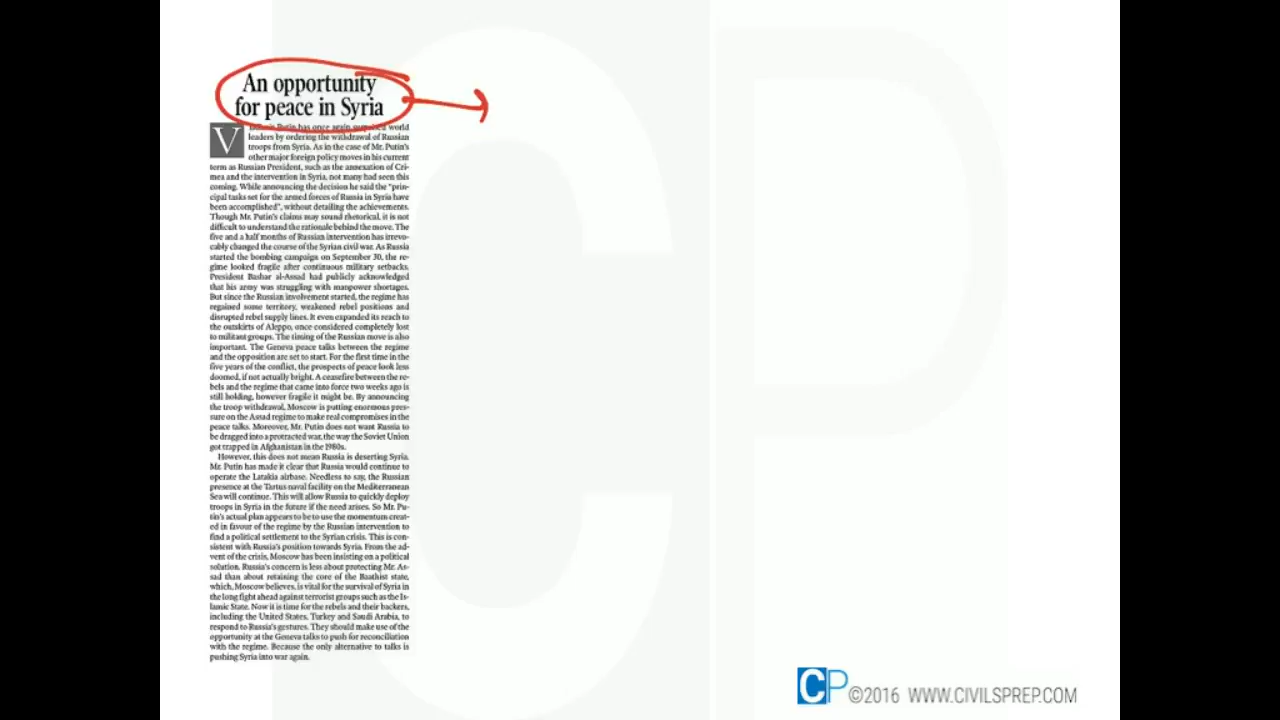 An opportunity
for peace in Syria
Vladimir Putin has once again surprised world
leaders by ordering the withdrawal of Russian
troops from Syria. As in the case of Mr. Putin's
other major foreign policy moves in his current
term as Russian President, such as the annexation of Cri-
mea and the intervention in Syria, not many had seen this
coming. While announcing the decision he said the "prin-
cipal tasks set for the armed forces of Russia in Syria have
been accomplished", without detailing the achievements.
Though Mr. Putin's claims may sound rhetorical, it is not
difficult to understand the rationale behind the move. The
five and a half months of Russian intervention has irrevo-
cably changed the course of the Syrian civil war. As Russia
started the bombing campaign on September 30, the re-
gime looked fragile after continuous military setbacks.
President Bashar al-Assad had publicly acknowledged
that his army was struggling with manpower shortages.
But since the Russian involvement started, the regime has
regained some territory, weakened rebel positions and
disrupted rebel supply lines. It even expanded its reach to
the outskirts of Aleppo, once considered completely lost
to militant groups. The timing of the Russian move is also
important. The Geneva peace talks between the regime
and the opposition are set to start. For the first time in the
five years of the conflict, the prospects of peace look less
doomed, if not actually bright. A ceasefire between the re-
bels and the regime that came into force two weeks ago is
still holding, however fragile it might be. By announcing
the troop withdrawal, Moscow is putting enormous pres-
sure on the Assad regime to make real compromises in the
peace talks. Moreover, Mr. Putin does not want Russia to
be dragged into a protracted war, the way the Soviet Union
got trapped in Afghanistan in the 1980s.
However, this does not mean Russia is deserting Syria.
Mr. Putin has made it clear that Russia would continue to
operate the Latakia airbase. Needless to say, the Russian
presence at the Tartus naval facility on the Mediterranean
Sea will continue. This will allow Russia to quickly deploy
troops in Syria in the future if the need arises. So Mr. Pu-
tin's actual plan appears to be to use the momentum creat-
ed in favour of the regime by the Russian intervention to
find a political settlement to the Syrian crisis. This is con-
sistent with Russia's position towards Syria. From the ad-
vent of the crisis, Moscow has been insisting on a political
solution. Russia's concern is less about protecting Mr. As-
sad than about retaining the core of the Baathist state,
which, Moscow believes, is vital for the survival of Syria in
the long fight ahead against terrorist groups such as the Is-
lamic State. Now it is time for the rebels and their backers,
including the United States, Turkey and Saudi Arabia, to
respond to Russia's gestures. They should make use of the
opportunity at the Geneva talks to push for reconciliation
with the regime. Because the only alternative to talks is
pushing Syria into war again.
CP ©2016 WWW.CIVILSPREP.COM